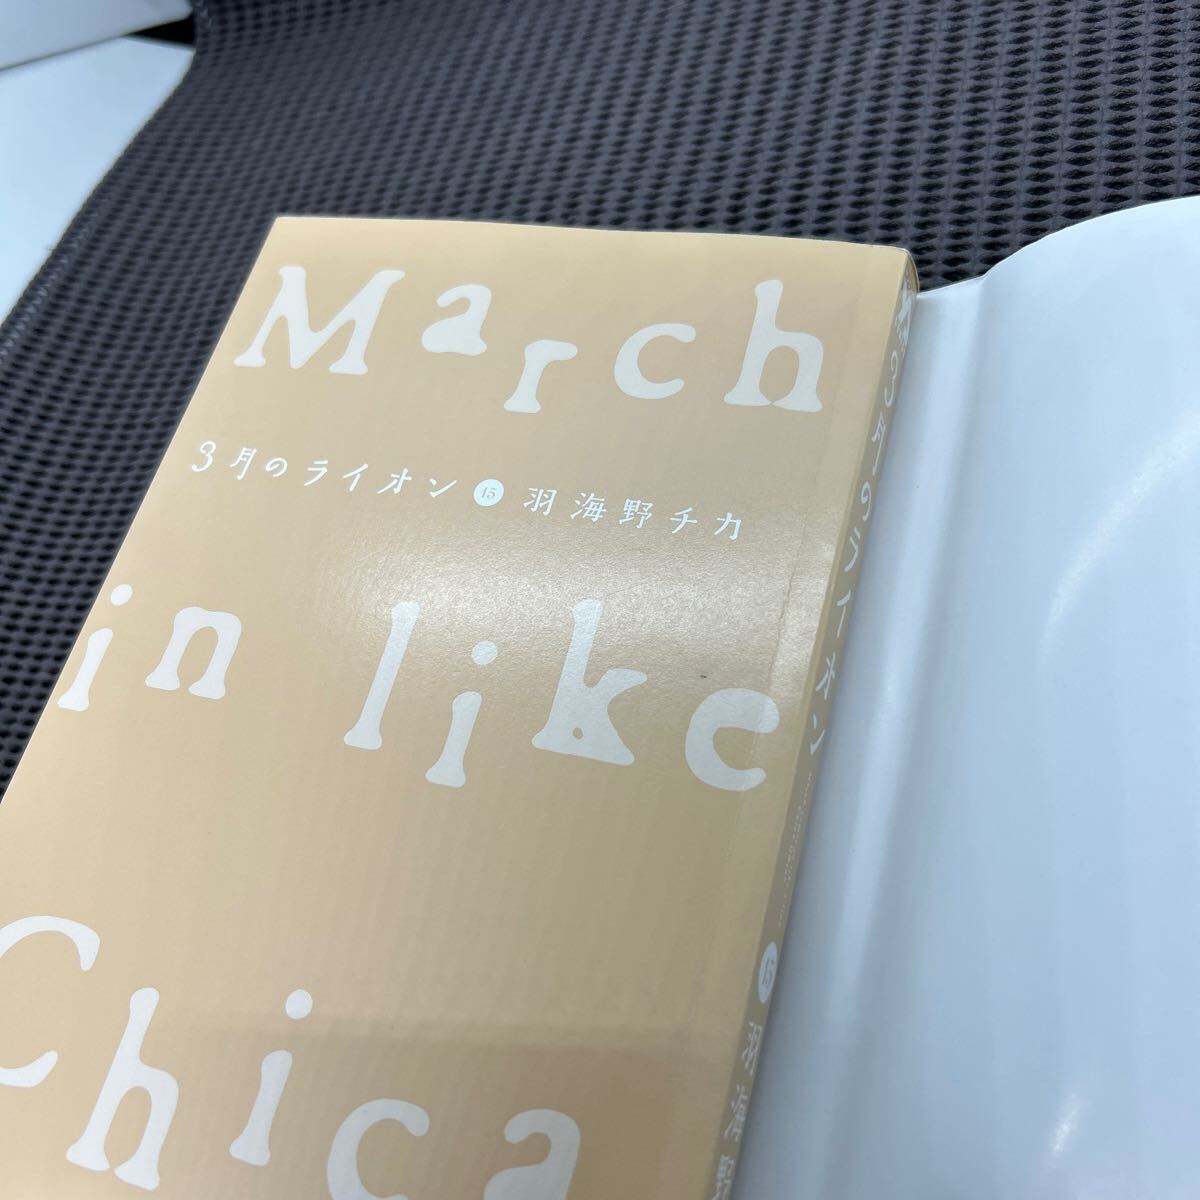 March
3月のライオン 15 羽海野チカ
in like
Chica
3月のライオン 15 羽海野